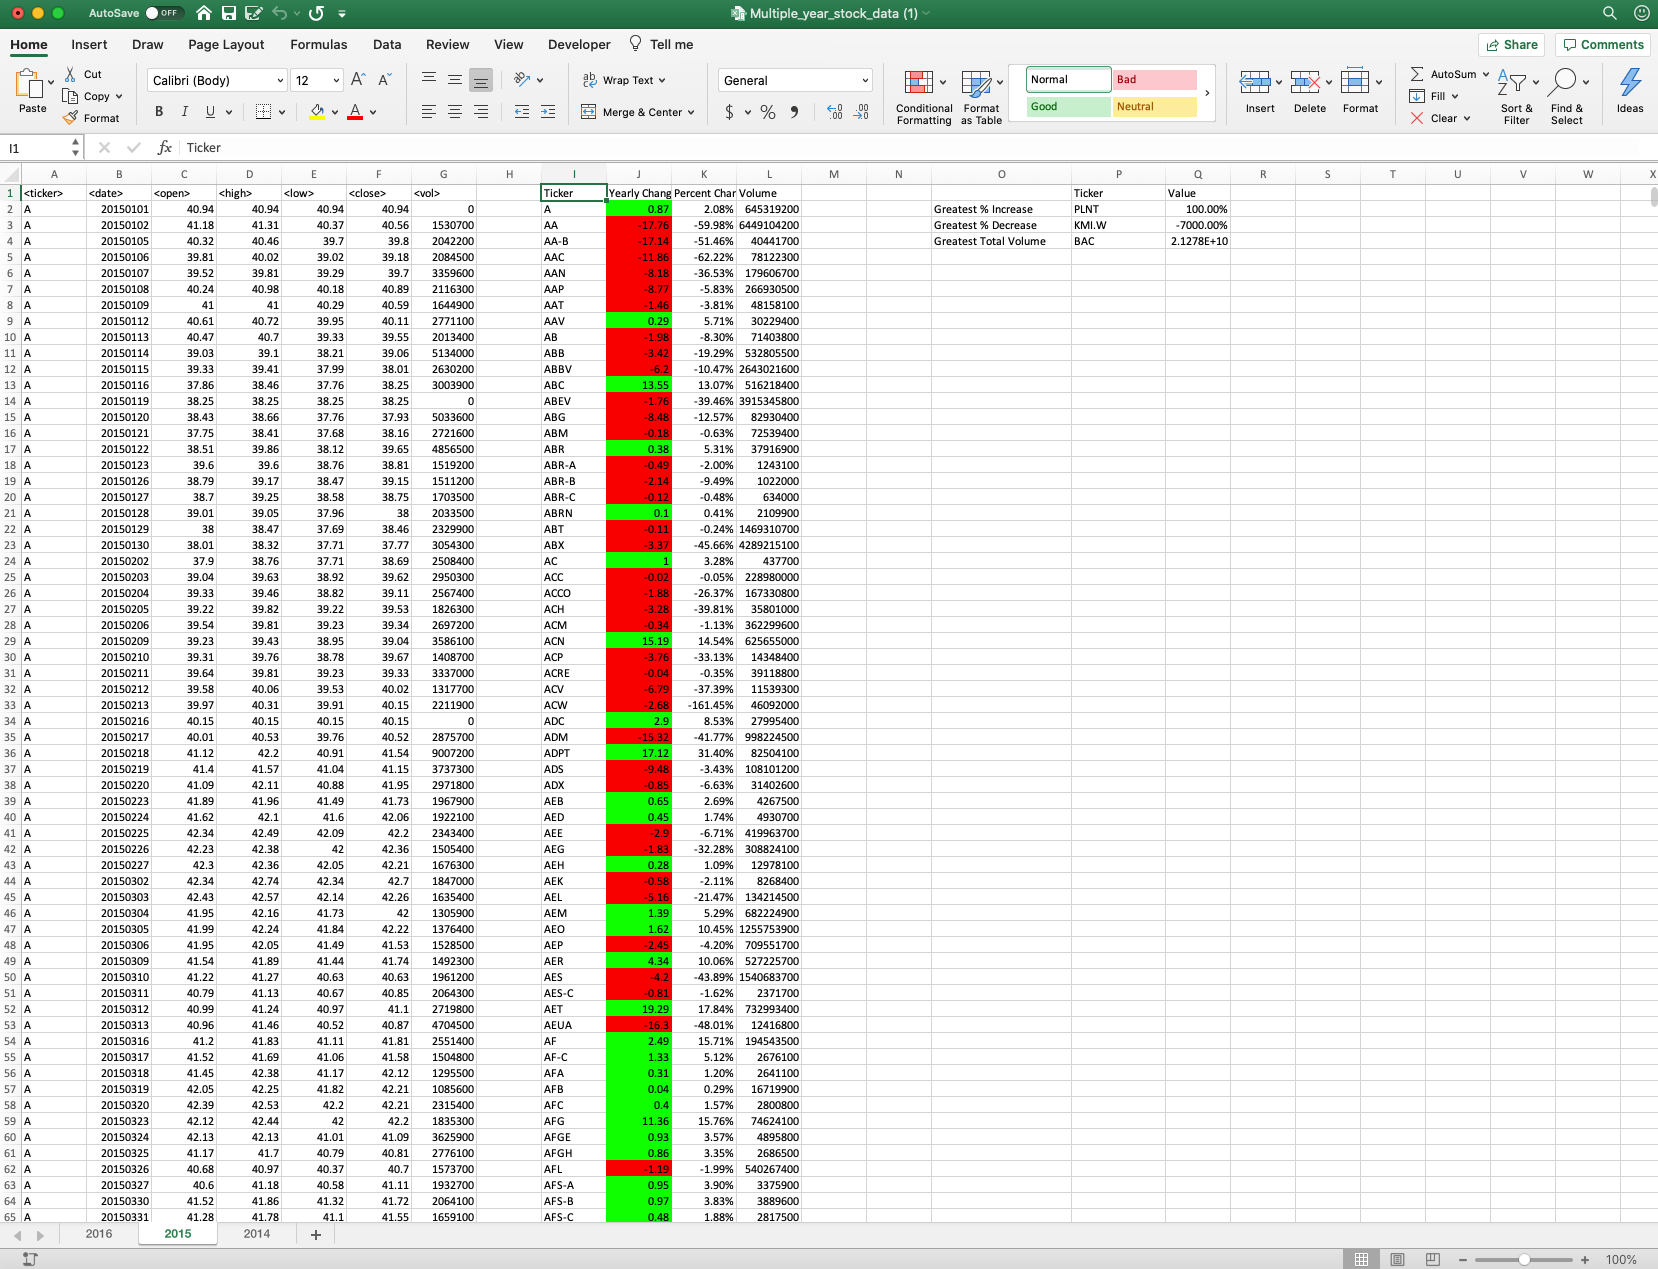 AutoSave OFF Multiple_year_stock_data (1)
Home Insert Draw Page Layout Formulas Data Review View Developer Tell me Share Comments
Paste Cut Copy Format Calibri (Body) 12 Wrap Text General Normal Bad AutoSum
B I U Merge & Center $ % Conditional Formatting Format as Table Good Neutral Insert Delete Format Fill Clear Sort & Filter Find & Select Ideas
I1 fx Ticker
A B C D E F G H I J K L M N O P Q R S T U V W X
1 <ticker> <date> <open> <high> <low> <close> <vol> Ticker Yearly Chang Percent Char Volume Ticker Value
2 A 20150101 40.94 40.94 40.94 40.94 0 A 0.87 2.08% 645319200 Greatest % Increase PLNT 100.00%
3 A 20150102 41.18 41.31 40.37 40.56 1530700 AA -17.76 -59.98% 6449104200 Greatest % Decrease KMI.W -7000.00%
4 A 20150105 40.32 40.46 39.7 39.8 2042200 AA-B -17.14 -51.46% 40441700 Greatest Total Volume BAC 2.1278E+10
5 A 20150106 39.81 40.02 39.02 39.18 2084500 AAC -11.86 -62.22% 78122300
6 A 20150107 39.52 39.81 39.29 39.7 3359600 AAN -8.18 -36.53% 179606700
7 A 20150108 40.24 40.98 40.18 40.89 2116300 AAP -8.77 -5.83% 266930500
8 A 20150109 41 41 40.29 40.59 1644900 AAT -1.46 -3.81% 48158100
9 A 20150112 40.61 40.72 39.95 40.11 2771100 AAV 0.29 5.71% 30229400
10 A 20150113 40.47 40.7 39.33 39.55 2013400 AB -1.98 -8.30% 71403800
11 A 20150114 39.03 39.1 38.21 39.06 5134000 ABB -3.42 -19.29% 532805500
12 A 20150115 39.33 39.41 37.99 38.01 2630200 ABBV -6.2 -10.47% 2643021600
13 A 20150116 37.86 38.46 37.76 38.25 3003900 ABC 13.55 13.07% 516218400
14 A 20150119 38.25 38.25 38.25 38.25 0 ABEV -1.76 -39.46% 3915345800
15 A 20150120 38.43 38.66 37.76 37.93 5033600 ABG -8.48 -12.57% 82930400
16 A 20150121 37.75 38.41 37.68 38.16 2721600 ABM -0.18 -0.63% 72539400
17 A 20150122 38.51 39.86 38.12 39.65 4856500 ABR 0.38 5.31% 37916900
18 A 20150123 39.6 39.6 38.76 38.81 1519200 ABR-A -0.49 -2.00% 1243100
19 A 20150126 38.79 39.17 38.47 39.15 1511200 ABR-B -2.14 -9.49% 1022000
20 A 20150127 38.7 39.25 38.58 38.75 1703500 ABR-C -0.12 -0.48% 634000
21 A 20150128 39.01 39.05 37.96 38 2033500 ABRN 0.1 0.41% 2109900
22 A 20150129 38 38.47 37.69 38.46 2329900 ABT -0.11 -0.24% 1469310700
23 A 20150130 38.01 38.32 37.71 37.77 3054300 ABX -3.37 -45.66% 4289215100
24 A 20150202 37.9 38.76 37.71 38.69 2508400 AC 1 3.28% 437700
25 A 20150203 39.04 39.63 38.92 39.62 2950300 ACC -0.02 -0.05% 228980000
26 A 20150204 39.33 39.46 38.82 39.11 2567400 ACCO -1.88 -26.37% 167330800
27 A 20150205 39.22 39.82 39.22 39.53 1826300 ACH -3.28 -39.81% 35801000
28 A 20150206 39.54 39.81 39.23 39.34 2697200 ACM -0.34 -1.13% 362299600
29 A 20150209 39.23 39.43 38.95 39.04 3586100 ACN 15.19 14.54% 625655000
30 A 20150210 39.31 39.76 38.78 39.67 1408700 ACP -3.76 -33.13% 14348400
31 A 20150211 39.64 39.81 39.23 39.33 3337000 ACRE -0.04 -0.35% 39118800
32 A 20150212 39.58 40.06 39.53 40.02 1317700 ACV -6.79 -37.39% 11539300
33 A 20150213 39.97 40.31 39.91 40.15 2211900 ACW -2.68 -161.45% 46092000
34 A 20150216 40.15 40.15 40.15 40.15 0 ADC 2.9 8.53% 27995400
35 A 20150217 40.01 40.53 39.76 40.52 2875700 ADM -15.32 -41.77% 998224500
36 A 20150218 41.12 42.2 40.91 41.54 9007200 ADPT 17.12 31.40% 82504100
37 A 20150219 41.4 41.57 41.04 41.15 3737300 ADS -9.48 -3.43% 108101200
38 A 20150220 41.09 42.11 40.88 41.95 2971800 ADX -0.85 -6.63% 31402600
39 A 20150223 41.89 41.96 41.49 41.73 1967900 AEB 0.65 2.69% 4267500
40 A 20150224 41.62 42.1 41.6 42.06 1922100 AED 0.45 1.74% 4930700
41 A 20150225 42.34 42.49 42.09 42.2 2343400 AEE -2.9 -6.71% 419963700
42 A 20150226 42.23 42.38 42 42.36 1505400 AEG -1.83 -32.28% 308824100
43 A 20150227 42.3 42.36 42.05 42.21 1676300 AEH 0.28 1.09% 12978100
44 A 20150302 42.34 42.74 42.34 42.7 1847000 AEK -0.58 -2.11% 8268400
45 A 20150303 42.43 42.57 42.14 42.26 1635400 AEL -5.16 -21.47% 134214500
46 A 20150304 41.95 42.16 41.73 42 1305900 AEM 1.39 5.29% 682224900
47 A 20150305 41.99 42.24 41.84 42.22 1376400 AEO 1.62 10.45% 1255753900
48 A 20150306 41.95 42.05 41.49 41.53 1528500 AEP -2.45 -4.20% 709551700
49 A 20150309 41.54 41.89 41.44 41.74 1492300 AER 4.34 10.06% 527225700
50 A 20150310 41.22 41.27 40.63 40.63 1961200 AES -4.2 -43.89% 1540683700
51 A 20150311 40.79 41.13 40.67 40.85 2064300 AES-C -0.81 -1.62% 2371700
52 A 20150312 40.99 41.24 40.97 41.1 2719800 AET 19.29 17.84% 732993400
53 A 20150313 40.96 41.46 40.52 40.87 4704500 AEUA -16.3 -48.01% 12416800
54 A 20150316 41.2 41.83 41.11 41.81 2551400 AF 2.49 15.71% 194543500
55 A 20150317 41.52 41.69 41.06 41.58 1504800 AF-C 1.33 5.12% 2676100
56 A 20150318 41.45 42.38 41.17 42.12 1295500 AFA 0.31 1.20% 2641100
57 A 20150319 42.05 42.25 41.82 42.21 1085600 AFB 0.04 0.29% 16719900
58 A 20150320 42.39 42.53 42.2 42.21 2315400 AFC 0.4 1.57% 2800800
59 A 20150323 42.12 42.44 42 42.2 1835300 AFG 11.36 15.76% 74624100
60 A 20150324 42.13 42.13 41.01 41.09 3625900 AFGE 0.93 3.57% 4895800
61 A 20150325 41.17 41.7 40.79 40.81 2776100 AFGH 0.86 3.35% 2686500
62 A 20150326 40.68 40.97 40.37 40.7 1573700 AFL -1.19 -1.99% 540267400
63 A 20150327 40.6 41.18 40.58 41.11 1932700 AFS-A 0.95 3.90% 3375900
64 A 20150330 41.52 41.86 41.32 41.72 2064100 AFS-B 0.97 3.83% 3889600
65 A 20150331 41.28 41.78 41.1 41.55 1659100 AFS-C 0.48 1.88% 2817500
2016 2015 2014 +
100%